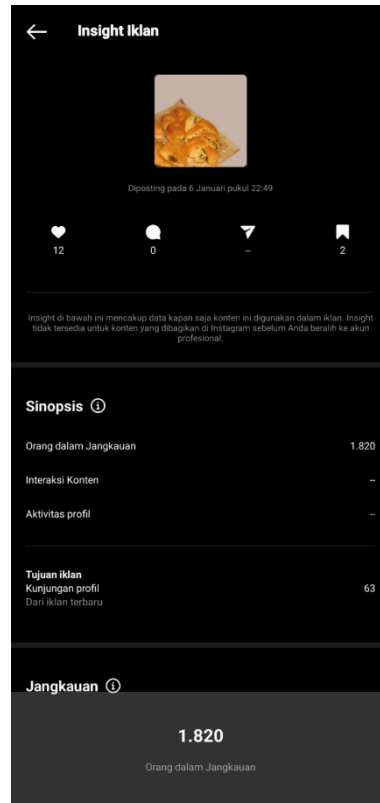 Insight Iklan
Diposting pada 6 Januari pukul 22:49
12
0
--
2
Insight di bawah ini mencakup data kapan saja konten ini digunakan dalam iklan. Insight
tidak tersedia untuk konten yang dibagikan di Instagram sebelum Anda beralih ke akun
profesional.
Sinopsis
Orang dalam Jangkauan 1.820
Interaksi Konten --
Aktivitas profil --
Tujuan iklan
Kunjungan profil 63
Dari iklan terbaru
Jangkauan
1.820
Orang dalam Jangkauan